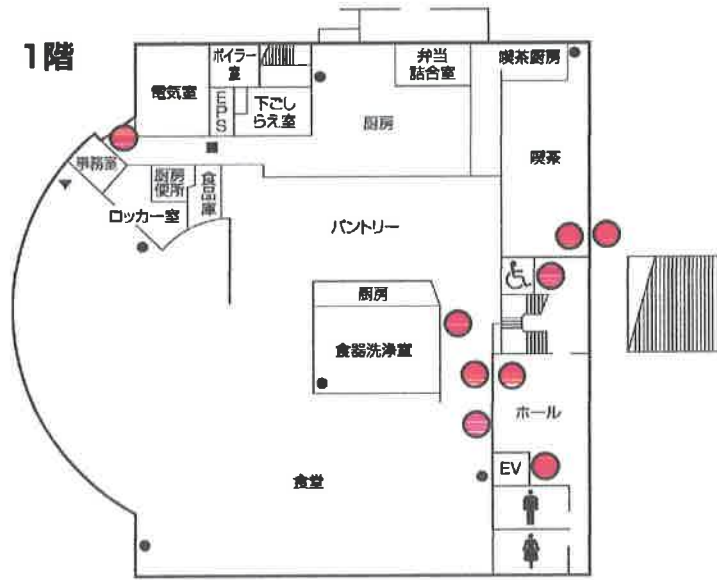 1階
電気室
ボイラー
室
EPS
下ごし
らえ室
厨房
弁当
詰合室
喫茶厨房
喫茶
事務室
厨房
便所
食品庫
ロッカー室
パントリー
厨房
食器洗浄室
ホール
EV
食堂